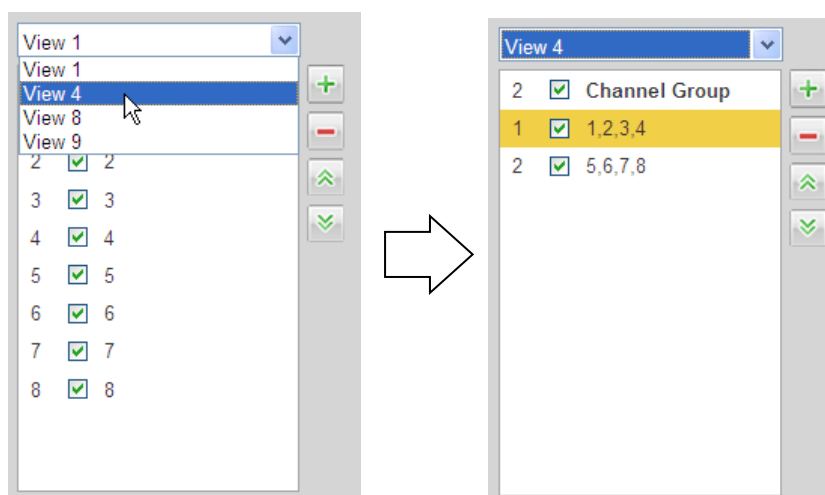 View 1
View 1
View 4
View 8
View 9
2 2
3 3
4 4
5 5
6 6
7 7
8 8
View 4
2 Channel Group
1 1,2,3,4
2 5,6,7,8